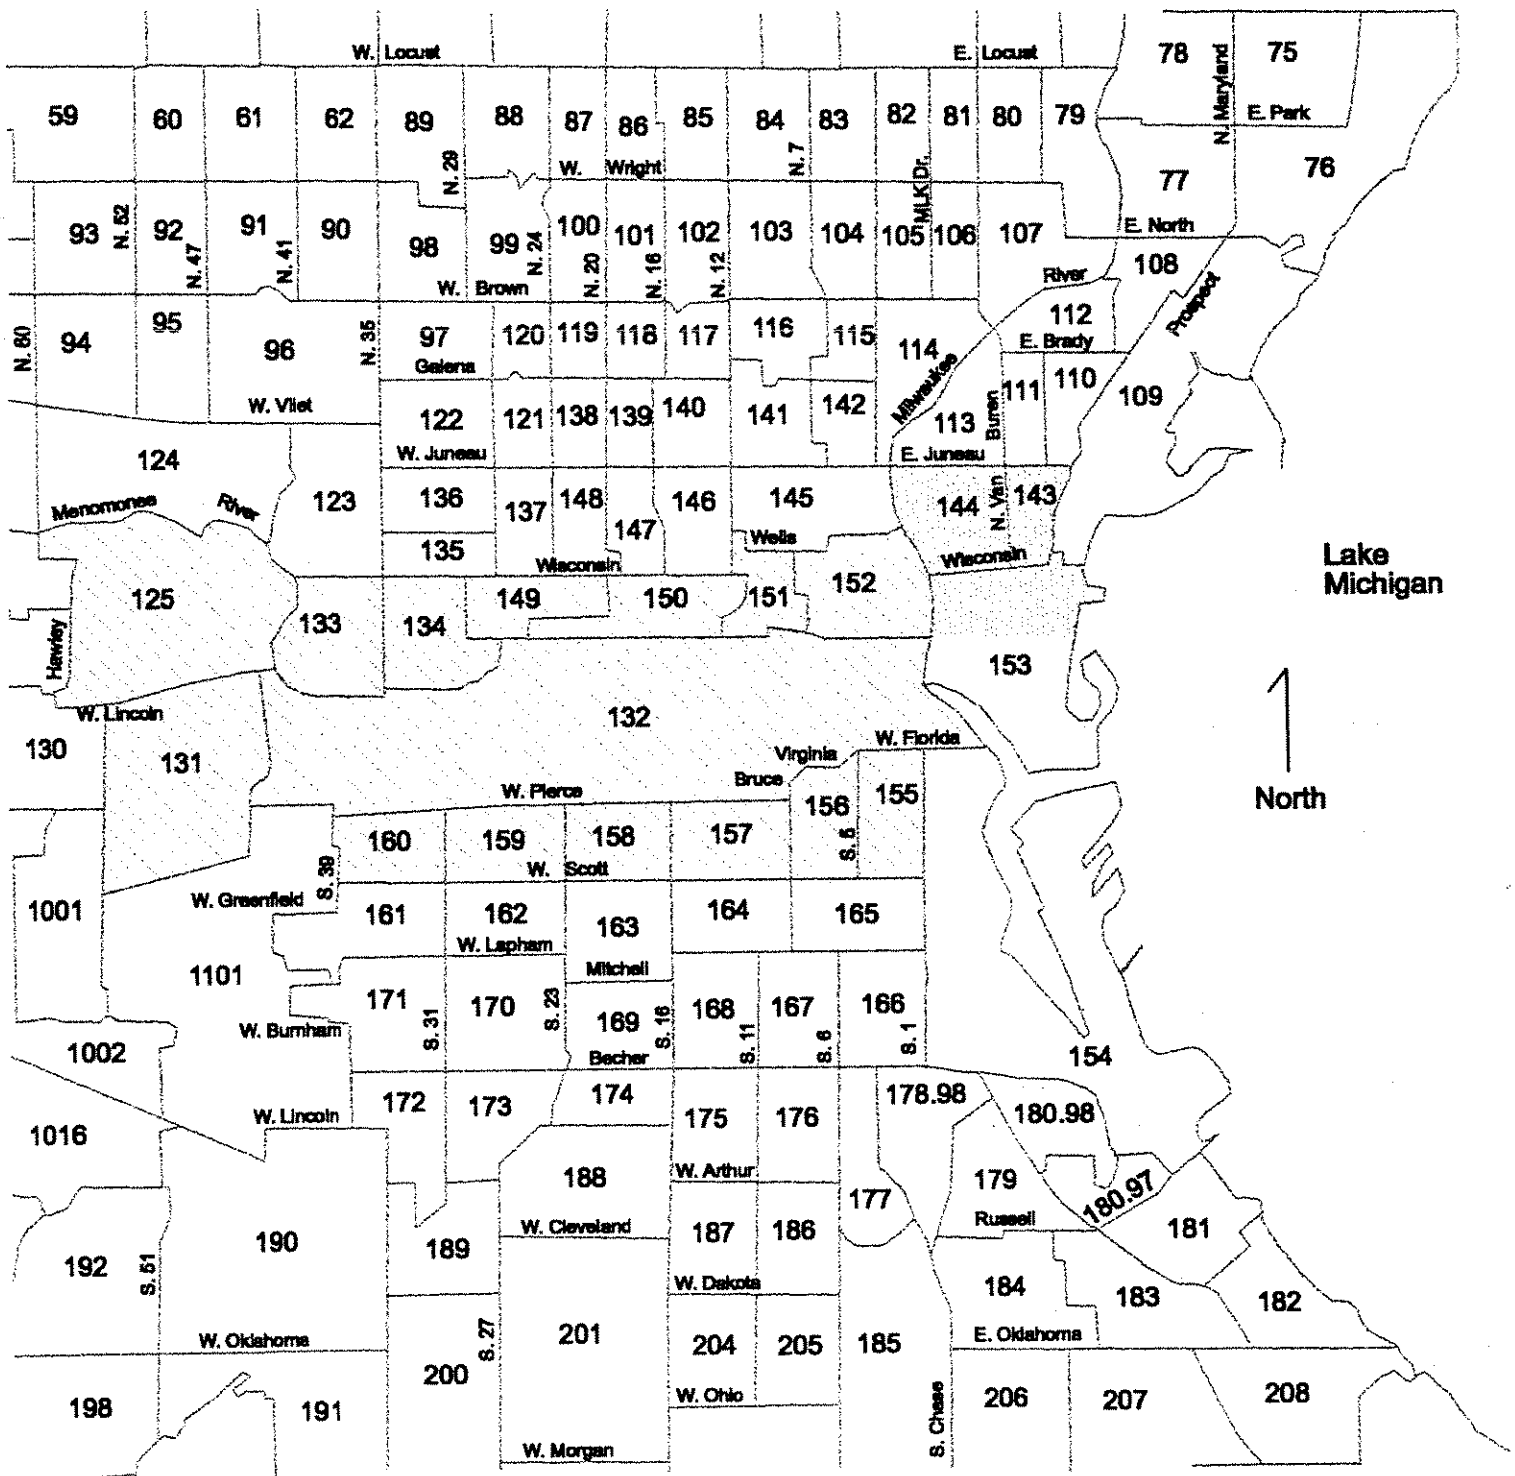 W. Locust
E. Locust
78
N. Maryland
75
E. Park
59
60
61
62
89
88
87
86
85
84
83
82
81
80
79
N. 29
W. Wright
N. 7
MLK Dr.
77
76
93
N. 52
92
N. 47
91
N. 41
90
98
99
N. 24
100
N. 20
101
N. 16
102
N. 12
103
104
105
106
107
E. North
108
W. Brown
River
Prospect
N. 60
94
95
96
N. 35
97
Galena
120
119
118
117
116
115
114
112
E. Brady
Milwaukee
111
110
109
W. Vliet
122
W. Juneau
121
138
139
140
141
142
113
Buren
E. Juneau
124
Menomonee
River
123
136
137
148
147
146
145
144
N. Van
143
135
Wells
Wisconsin
Wisconsin
Lake
Michigan
125
133
134
149
150
151
152
Hawley
153
W. Lincoln
130
131
132
Virginia
W. Florida
Bruce
W. Pierce
North
156
155
S. 5
160
159
158
157
W. Scott
S. 39
W. Greenfield
1001
161
162
163
164
165
W. Lapham
Mitchell
1101
171
170
S. 23
169
S. 16
168
167
166
S. 31
S. 11
S. 6
S. 1
W. Burnham
Becher
1002
154
172
173
174
178.98
180.98
W. Lincoln
1016
175
176
W. Arthur
188
179
180.97
177
Russell
W. Cleveland
187
186
181
190
189
192
S. 51
W. Dakota
184
183
182
W. Oklahoma
S. 27
201
204
205
185
E. Oklahoma
200
W. Ohio
198
191
S. Chase
206
207
208
W. Morgan